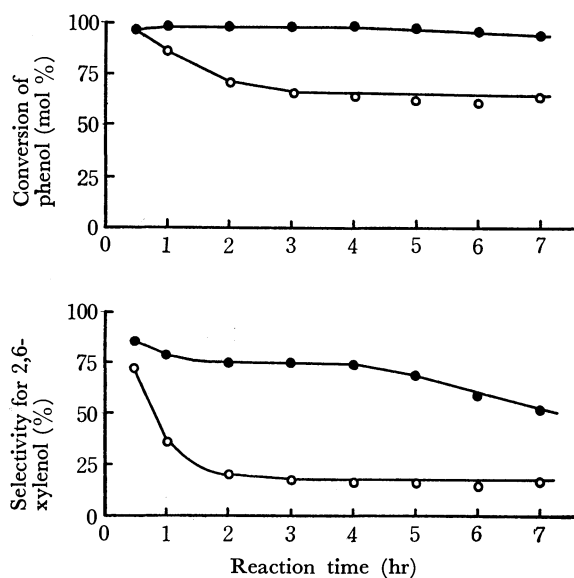 Conversion of
phenol (mol %)
100
75
50
25
0
0 1 2 3 4 5 6 7
Selectivity for 2,6-
xylenol (%)
100
75
50
25
0
0 1 2 3 4 5 6 7
Reaction time (hr)